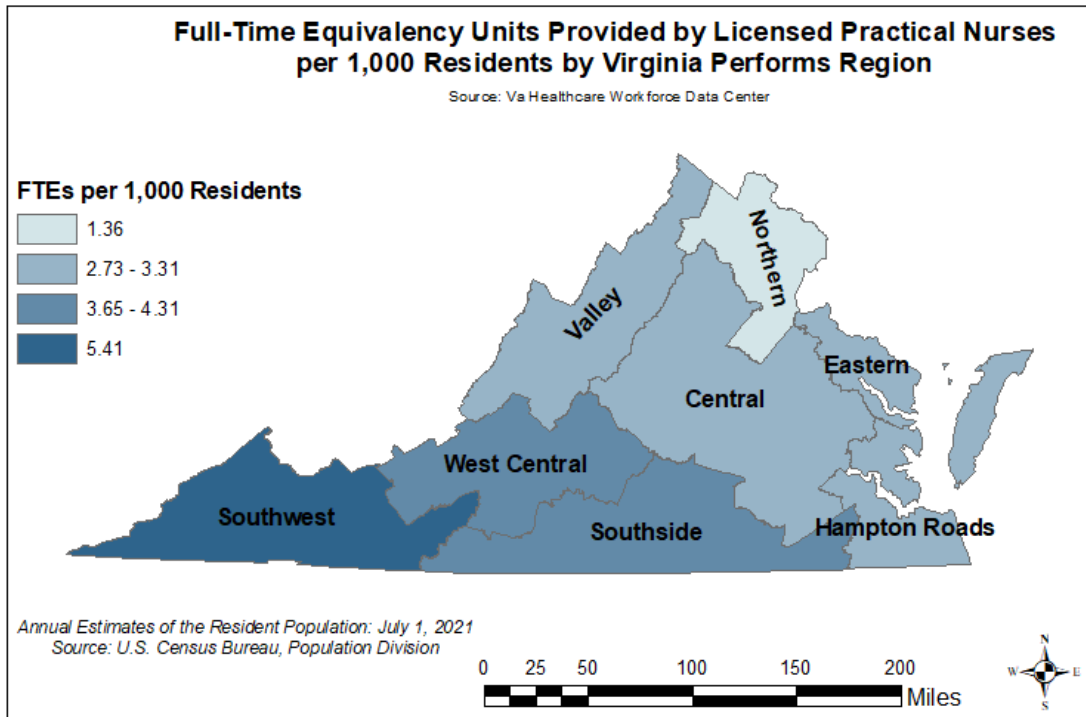 Full-Time Equivalency Units Provided by Licensed Practical Nurses
per 1,000 Residents by Virginia Performs Region
Source: Va Healthcare Workforce Data Center
FTEs per 1,000 Residents
1.36
2.73 - 3.31
3.65 - 4.31
5.41
Northern
Valley
Eastern
Central
West Central
Southwest
Southside
Hampton Roads
Annual Estimates of the Resident Population: July 1, 2021
Source: U.S. Census Bureau, Population Division
0 25 50 100 150 200
Miles
N
W E
S